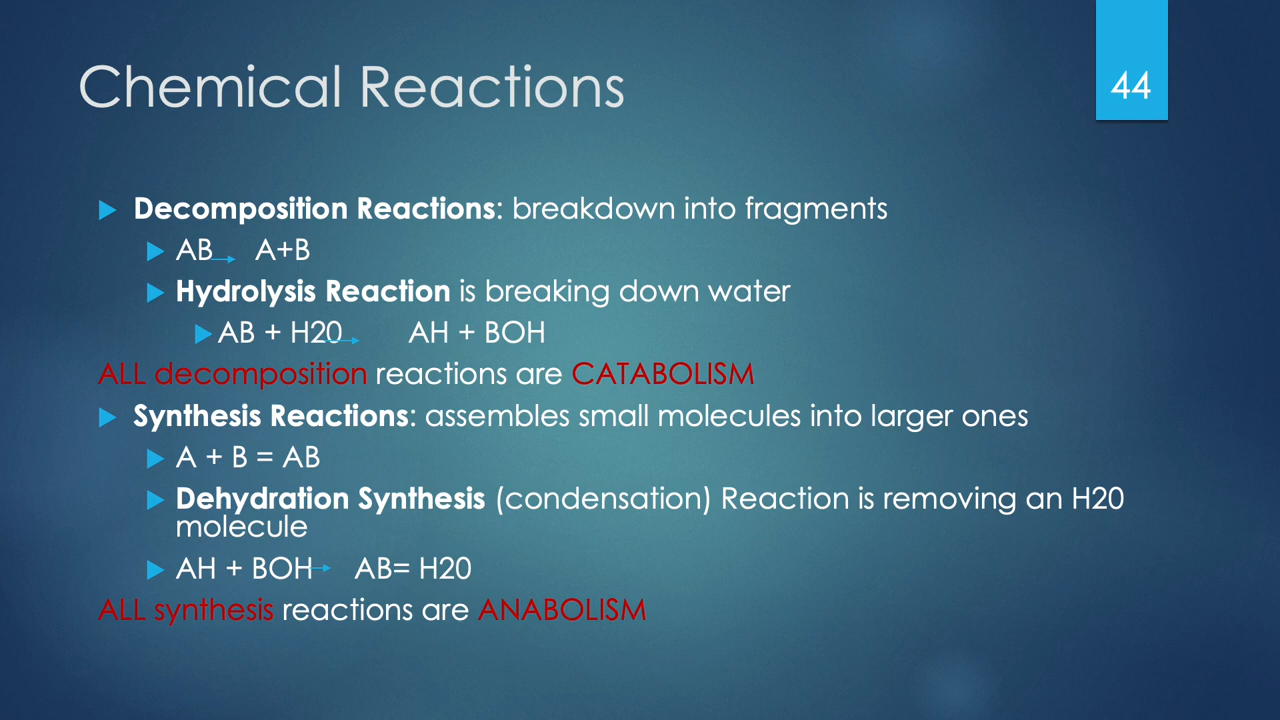 Chemical Reactions
44
Decomposition Reactions: breakdown into fragments
AB → A+B
Hydrolysis Reaction is breaking down water
AB + H20 → AH + BOH
ALL decomposition reactions are CATABOLISM
Synthesis Reactions: assembles small molecules into larger ones
A + B = AB
Dehydration Synthesis (condensation) Reaction is removing an H20
molecule
AH + BOH → AB= H20
ALL synthesis reactions are ANABOLISM